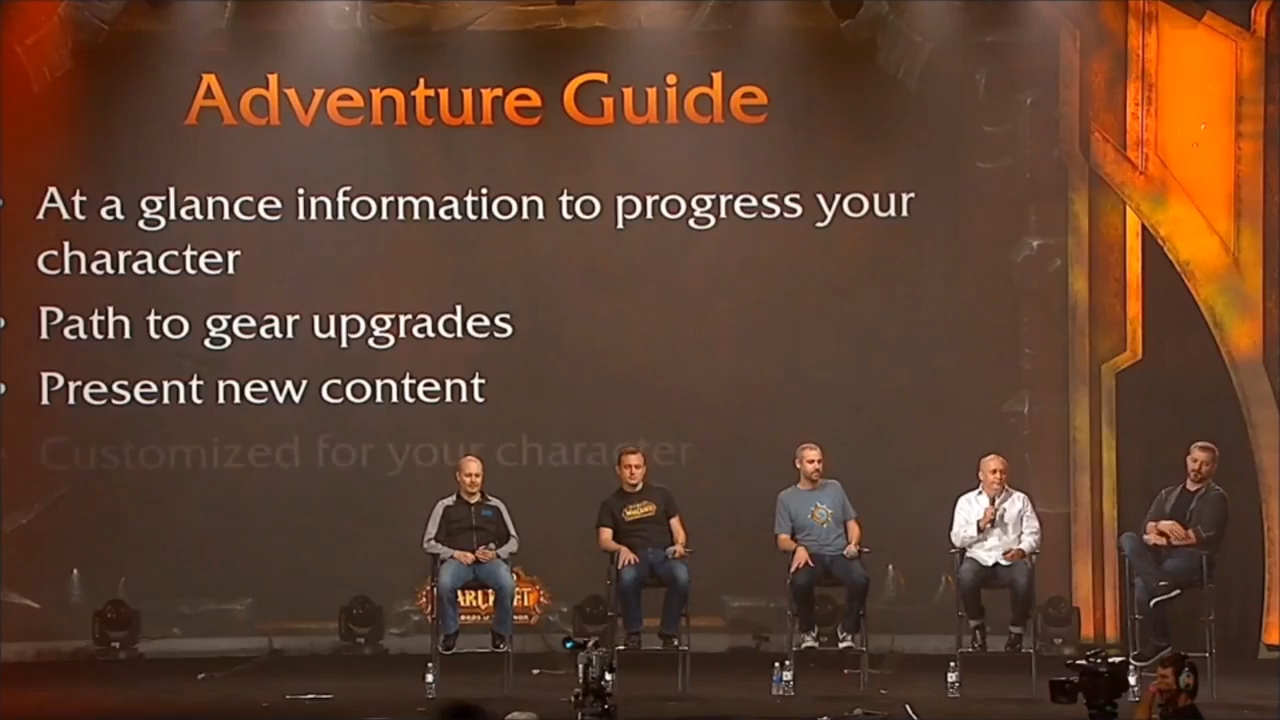 Adventure Guide
• At a glance information to progress your
character
• Path to gear upgrades
• Present new content
• Customized for your character